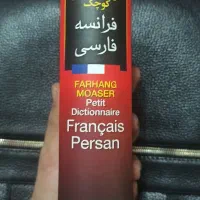 کوچک
فرانسه
فارسی
FARHANG
MOASER
Petit
Dictionnaire
Français
Persan